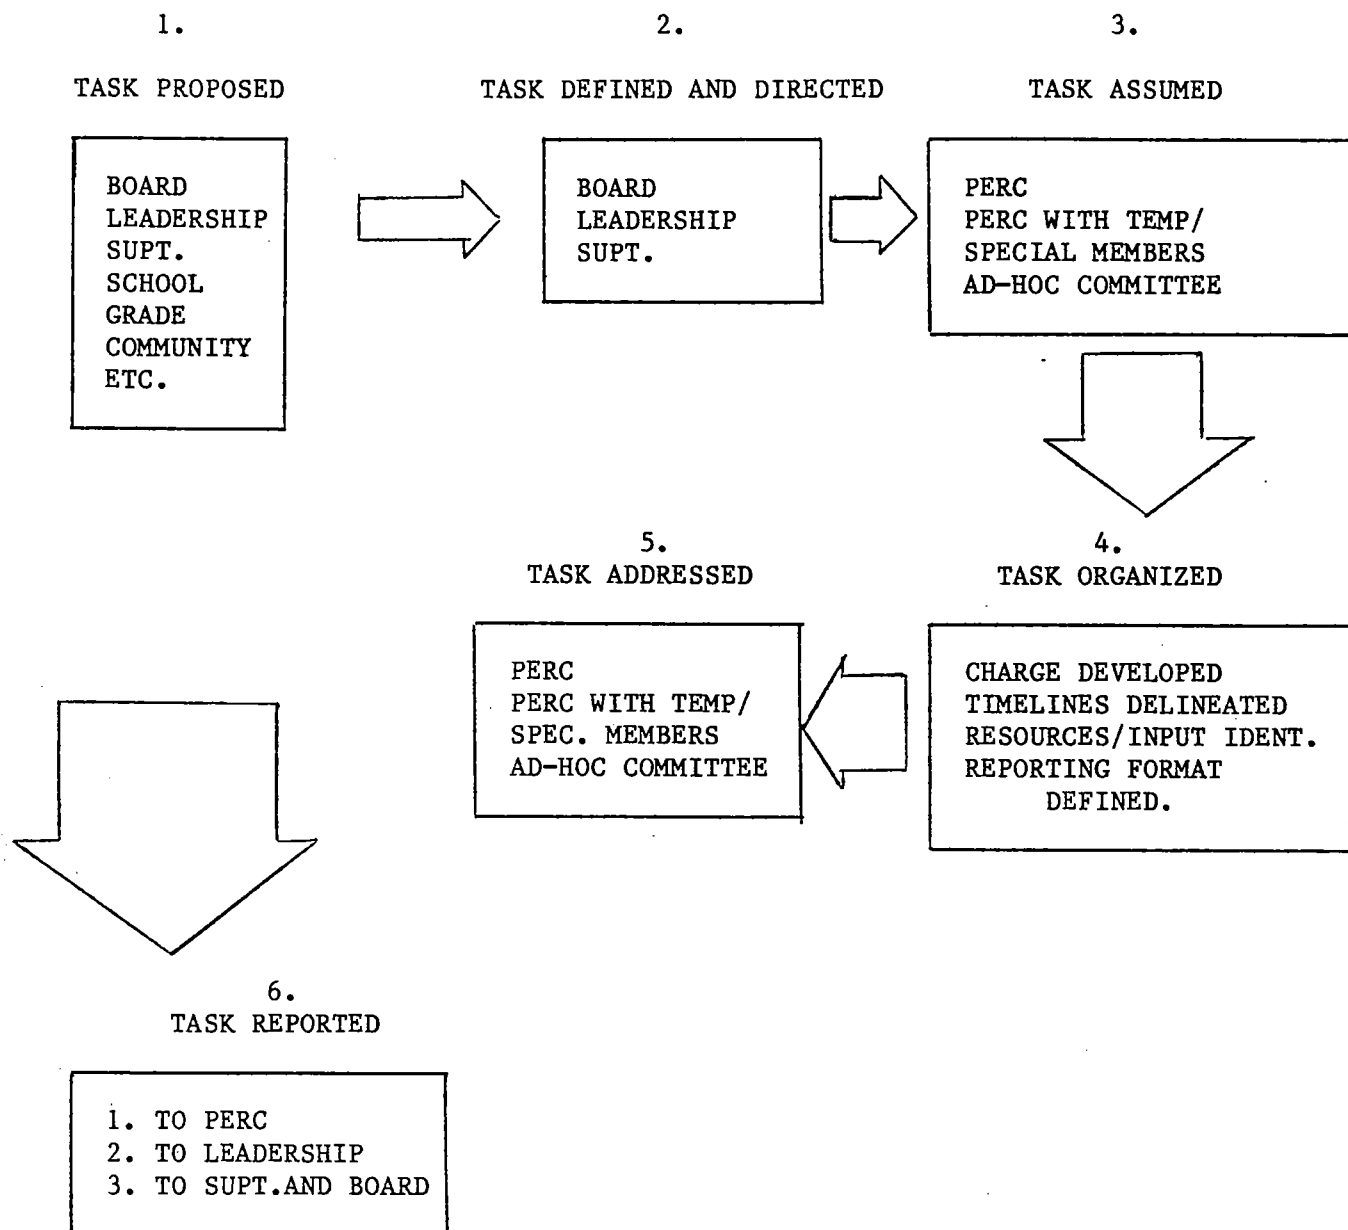 1.
TASK PROPOSED
BOARD
LEADERSHIP
SUPT.
SCHOOL
GRADE
COMMUNITY
ETC.
2.
TASK DEFINED AND DIRECTED
BOARD
LEADERSHIP
SUPT.
3.
TASK ASSUMED
PERC
PERC WITH TEMP/
SPECIAL MEMBERS
AD-HOC COMMITTEE
4.
TASK ORGANIZED
CHARGE DEVELOPED
TIMELINES DELINEATED
RESOURCES/INPUT IDENT.
REPORTING FORMAT
DEFINED.
5.
TASK ADDRESSED
PERC
PERC WITH TEMP/
SPEC. MEMBERS
AD-HOC COMMITTEE
6.
TASK REPORTED
1. TO PERC
2. TO LEADERSHIP
3. TO SUPT.AND BOARD